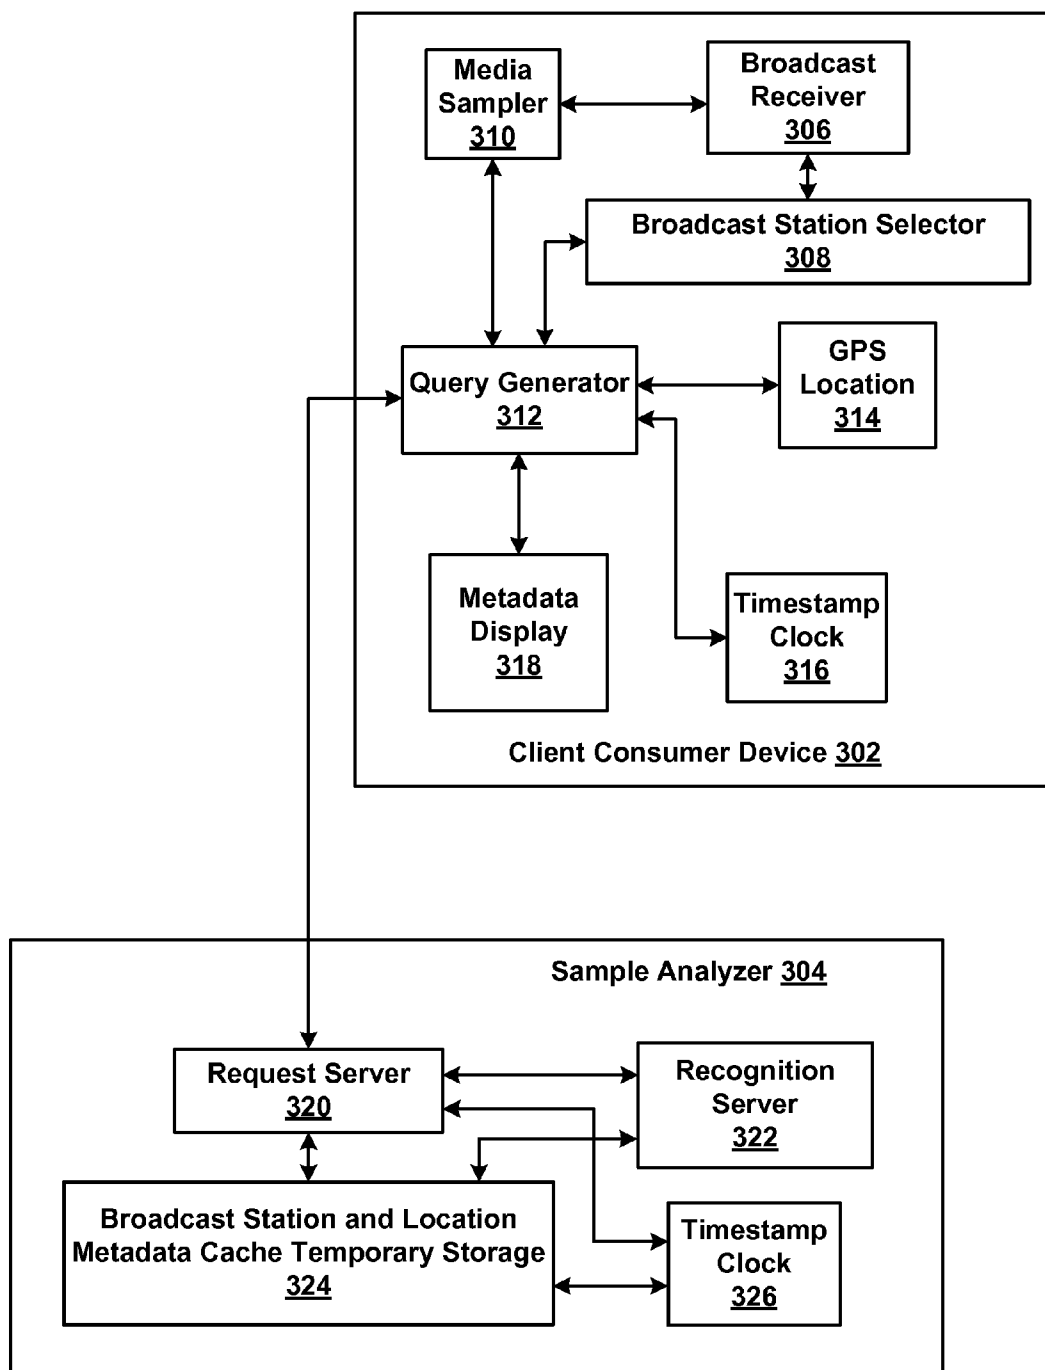 Media
Sampler
310
Broadcast
Receiver
306
Broadcast Station Selector
308
Query Generator
312
GPS
Location
314
Metadata
Display
318
Timestamp
Clock
316
Client Consumer Device 302
Sample Analyzer 304
Request Server
320
Recognition
Server
322
Broadcast Station and Location
Metadata Cache Temporary Storage
324
Timestamp
Clock
326